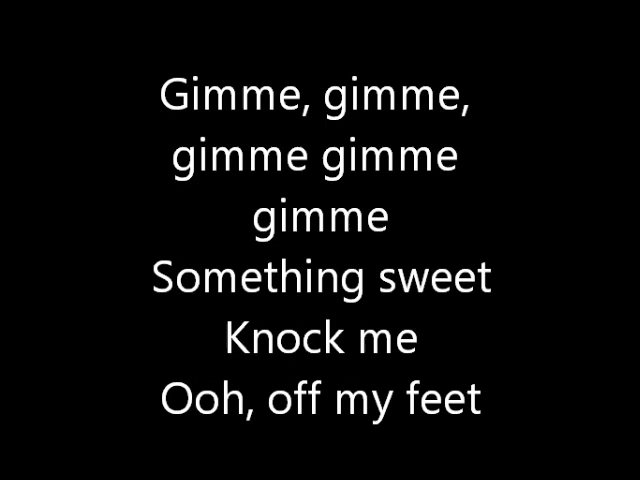 Gimme, gimme,
gimme gimme
gimme
Something sweet
Knock me
Ooh, off my feet